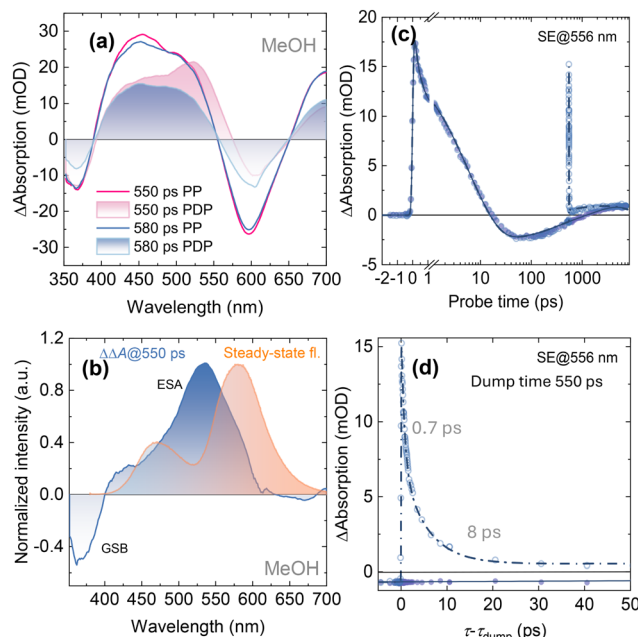 (a)
MeOH
ΔAbsorption (mOD)
30
20
10
0
-10
-20
-30
550 ps PP
550 ps PDP
580 ps PP
580 ps PDP
350 400 450 500 550 600 650 700
Wavelength (nm)
(c)
SE@556 nm
ΔAbsorption (mOD)
20
15
10
5
0
-5
-2 -1 0 1 10 100 1000
Probe time (ps)
(b)
ΔΔA@550 ps
Steady-state fl.
ESA
GSB
MeOH
Normalized intensity (a.u.)
1.2
0.8
0.4
0.0
-0.4
400 450 500 550 600 650 700
Wavelength (nm)
(d)
SE@556 nm
Dump time 550 ps
0.7 ps
8 ps
ΔAbsorption (mOD)
15
10
5
0
0 10 20 30 40 50
τ-τdump (ps)